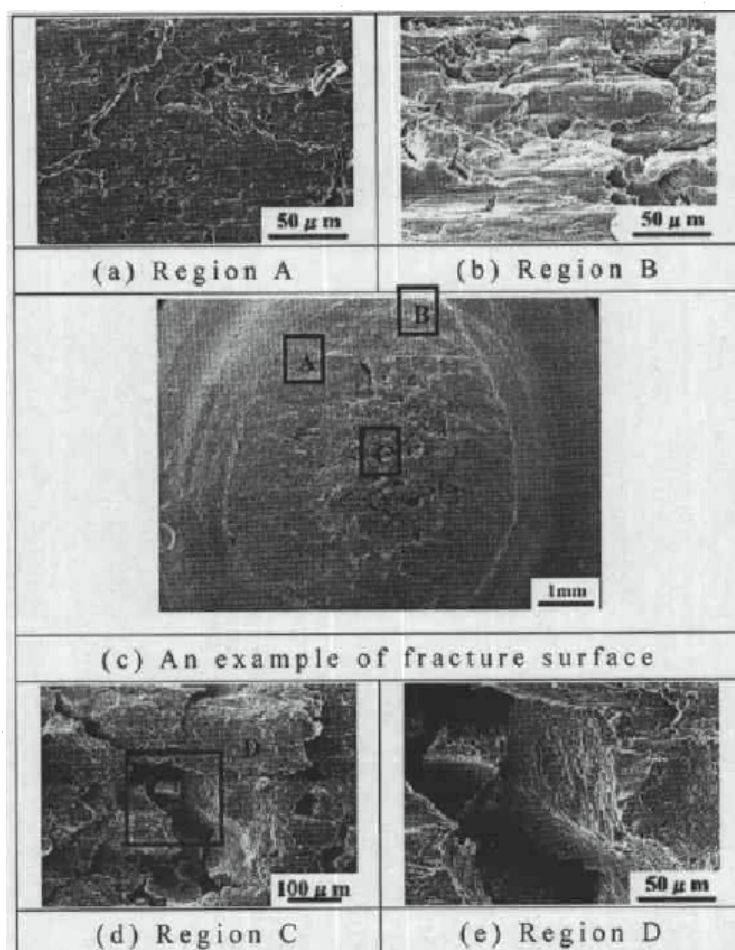 50 μm
50 μm
(a) Region A
(b) Region B
B
A
C
1mm
(c) An example of fracture surface
D
100 μm
50 μm
(d) Region C
(e) Region D